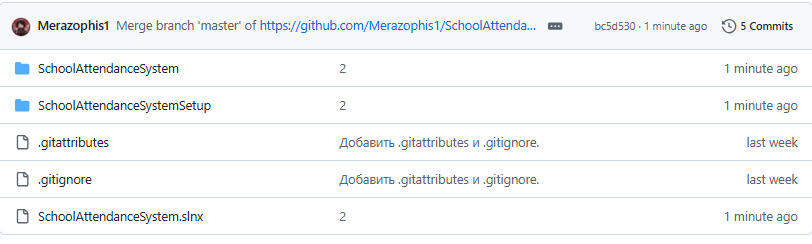 Merazophis1 Merge branch 'master' of https://github.com/Merazophis1/SchoolAttenda... bc5d530 · 1 minute ago 5 Commits
SchoolAttendanceSystem 2 1 minute ago
SchoolAttendanceSystemSetup 2 1 minute ago
.gitattributes Добавить .gitattributes и .gitignore. last week
.gitignore Добавить .gitattributes и .gitignore. last week
SchoolAttendanceSystem.slnx 2 1 minute ago